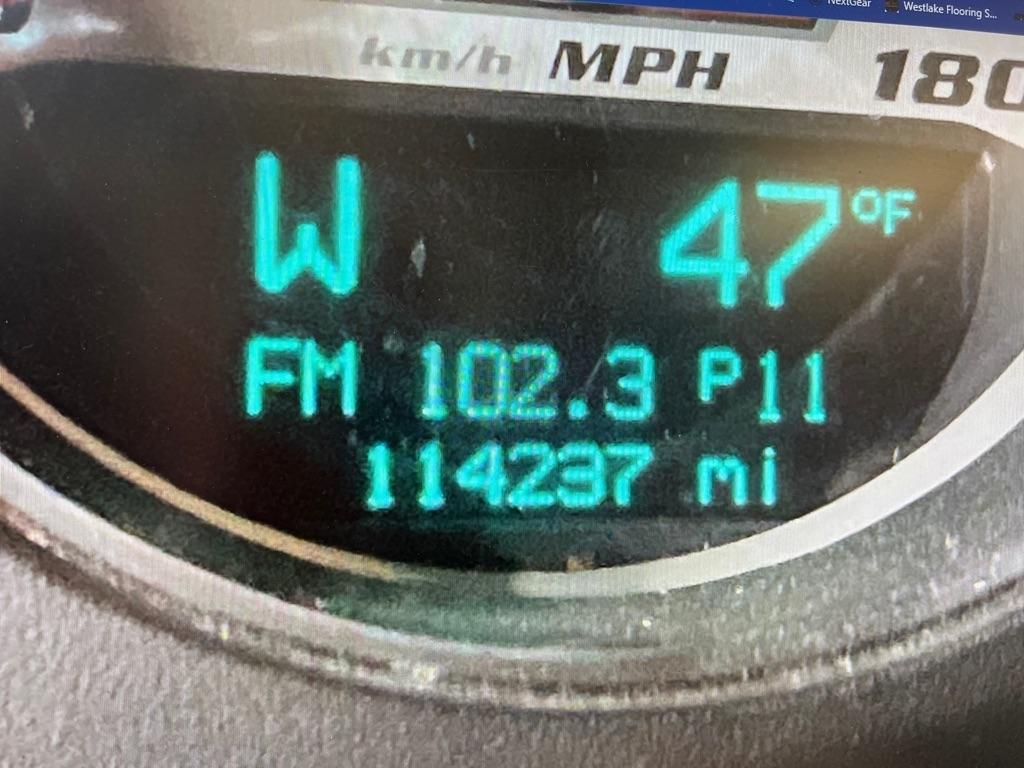 NextGear Westlake Flooring S...
km/h MPH 180
W 47°F
FM 102.3 P11
114237 mi